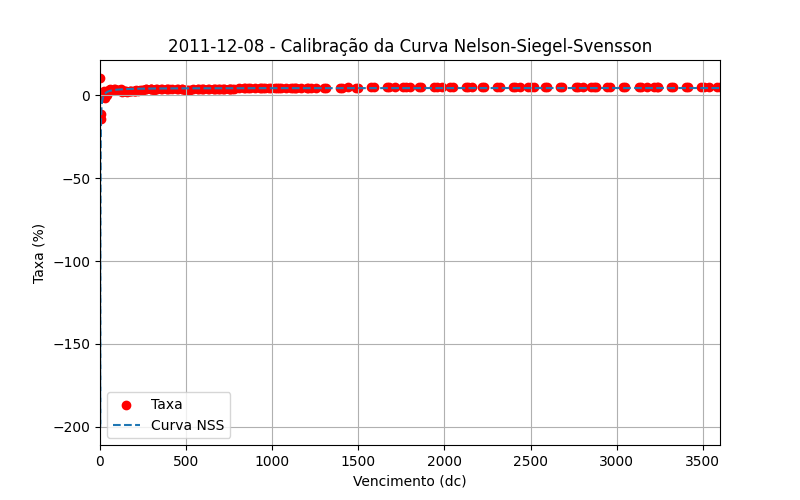 2011-12-08 - Calibração da Curva Nelson-Siegel-Svensson
Taxa (%)
0
−50
−100
−150
−200
Taxa
Curva NSS
0 500 1000 1500 2000 2500 3000 3500
Vencimento (dc)